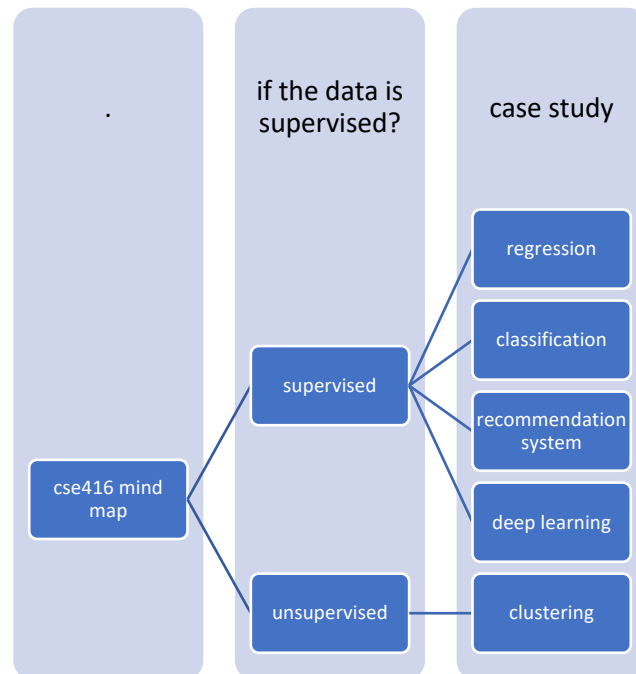 .
if the data is
supervised?
case study
regression
classification
supervised
recommendation
system
cse416 mind
map
deep learning
unsupervised
clustering